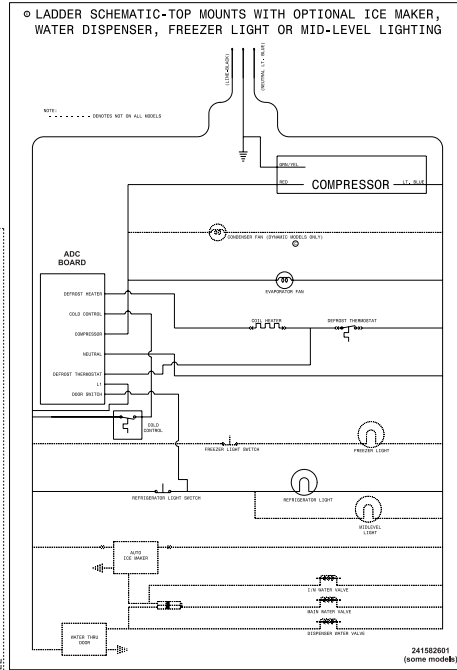 LADDER SCHEMATIC-TOP MOUNTS WITH OPTIONAL ICE MAKER,
WATER DISPENSER, FREEZER LIGHT OR MID-LEVEL LIGHTING
(LINE-BLACK)
(NEUTRAL LT. BLUE)
NOTE:
- - - - - - - DENOTES NOT ON ALL MODELS
GRN/YEL
RED
COMPRESSOR
LT. BLUE
CONDENSER FAN (DYNAMIC MODELS ONLY)
ADC
BOARD
EVAPORATOR FAN
DEFROST HEATER
COLD CONTROL
COIL HEATER
DEFROST THERMOSTAT
COMPRESSOR
NEUTRAL
DEFROST THERMOSTAT
L1
DOOR SWITCH
COLD
CONTROL
FREEZER LIGHT SWITCH
FREEZER LIGHT
REFRIGERATOR LIGHT SWITCH
REFRIGERATOR LIGHT
MIDLEVEL
LIGHT
AUTO
ICE MAKER
I/M WATER VALVE
MAIN WATER VALVE
WATER THRU
DOOR
DISPENSER WATER VALVE
241582601
(some models)